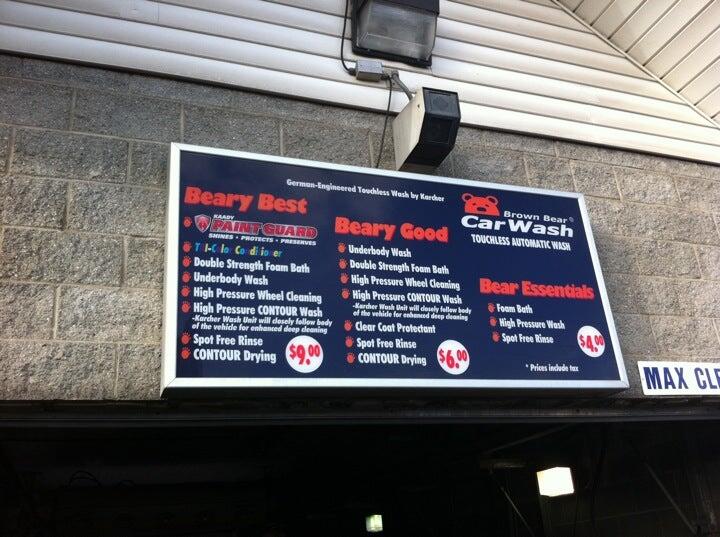 German-Engineered Touchless Wash by Karcher
Beary Best
KAADY
PAINT GUARD
SHINES • PROTECTS • PRESERVES
Tri-Color Conditioner
Double Strength Foam Bath
Underbody Wash
High Pressure Wheel Cleaning
High Pressure CONTOUR Wash
-Karcher Wash Unit will closely follow body
of the vehicle for enhanced deep cleaning
Spot Free Rinse
CONTOUR Drying
$9.00
Beary Good
Underbody Wash
Double Strength Foam Bath
High Pressure Wheel Cleaning
High Pressure CONTOUR Wash
-Karcher Wash Unit will closely follow body
of the vehicle for enhanced deep cleaning
Clear Coat Protectant
Spot Free Rinse
CONTOUR Drying
$6.00
Brown Bear®
Car Wash
TOUCHLESS AUTOMATIC WASH
Bear Essentials
Foam Bath
High Pressure Wash
Spot Free Rinse
$4.00
* Prices include tax
MAX CLE